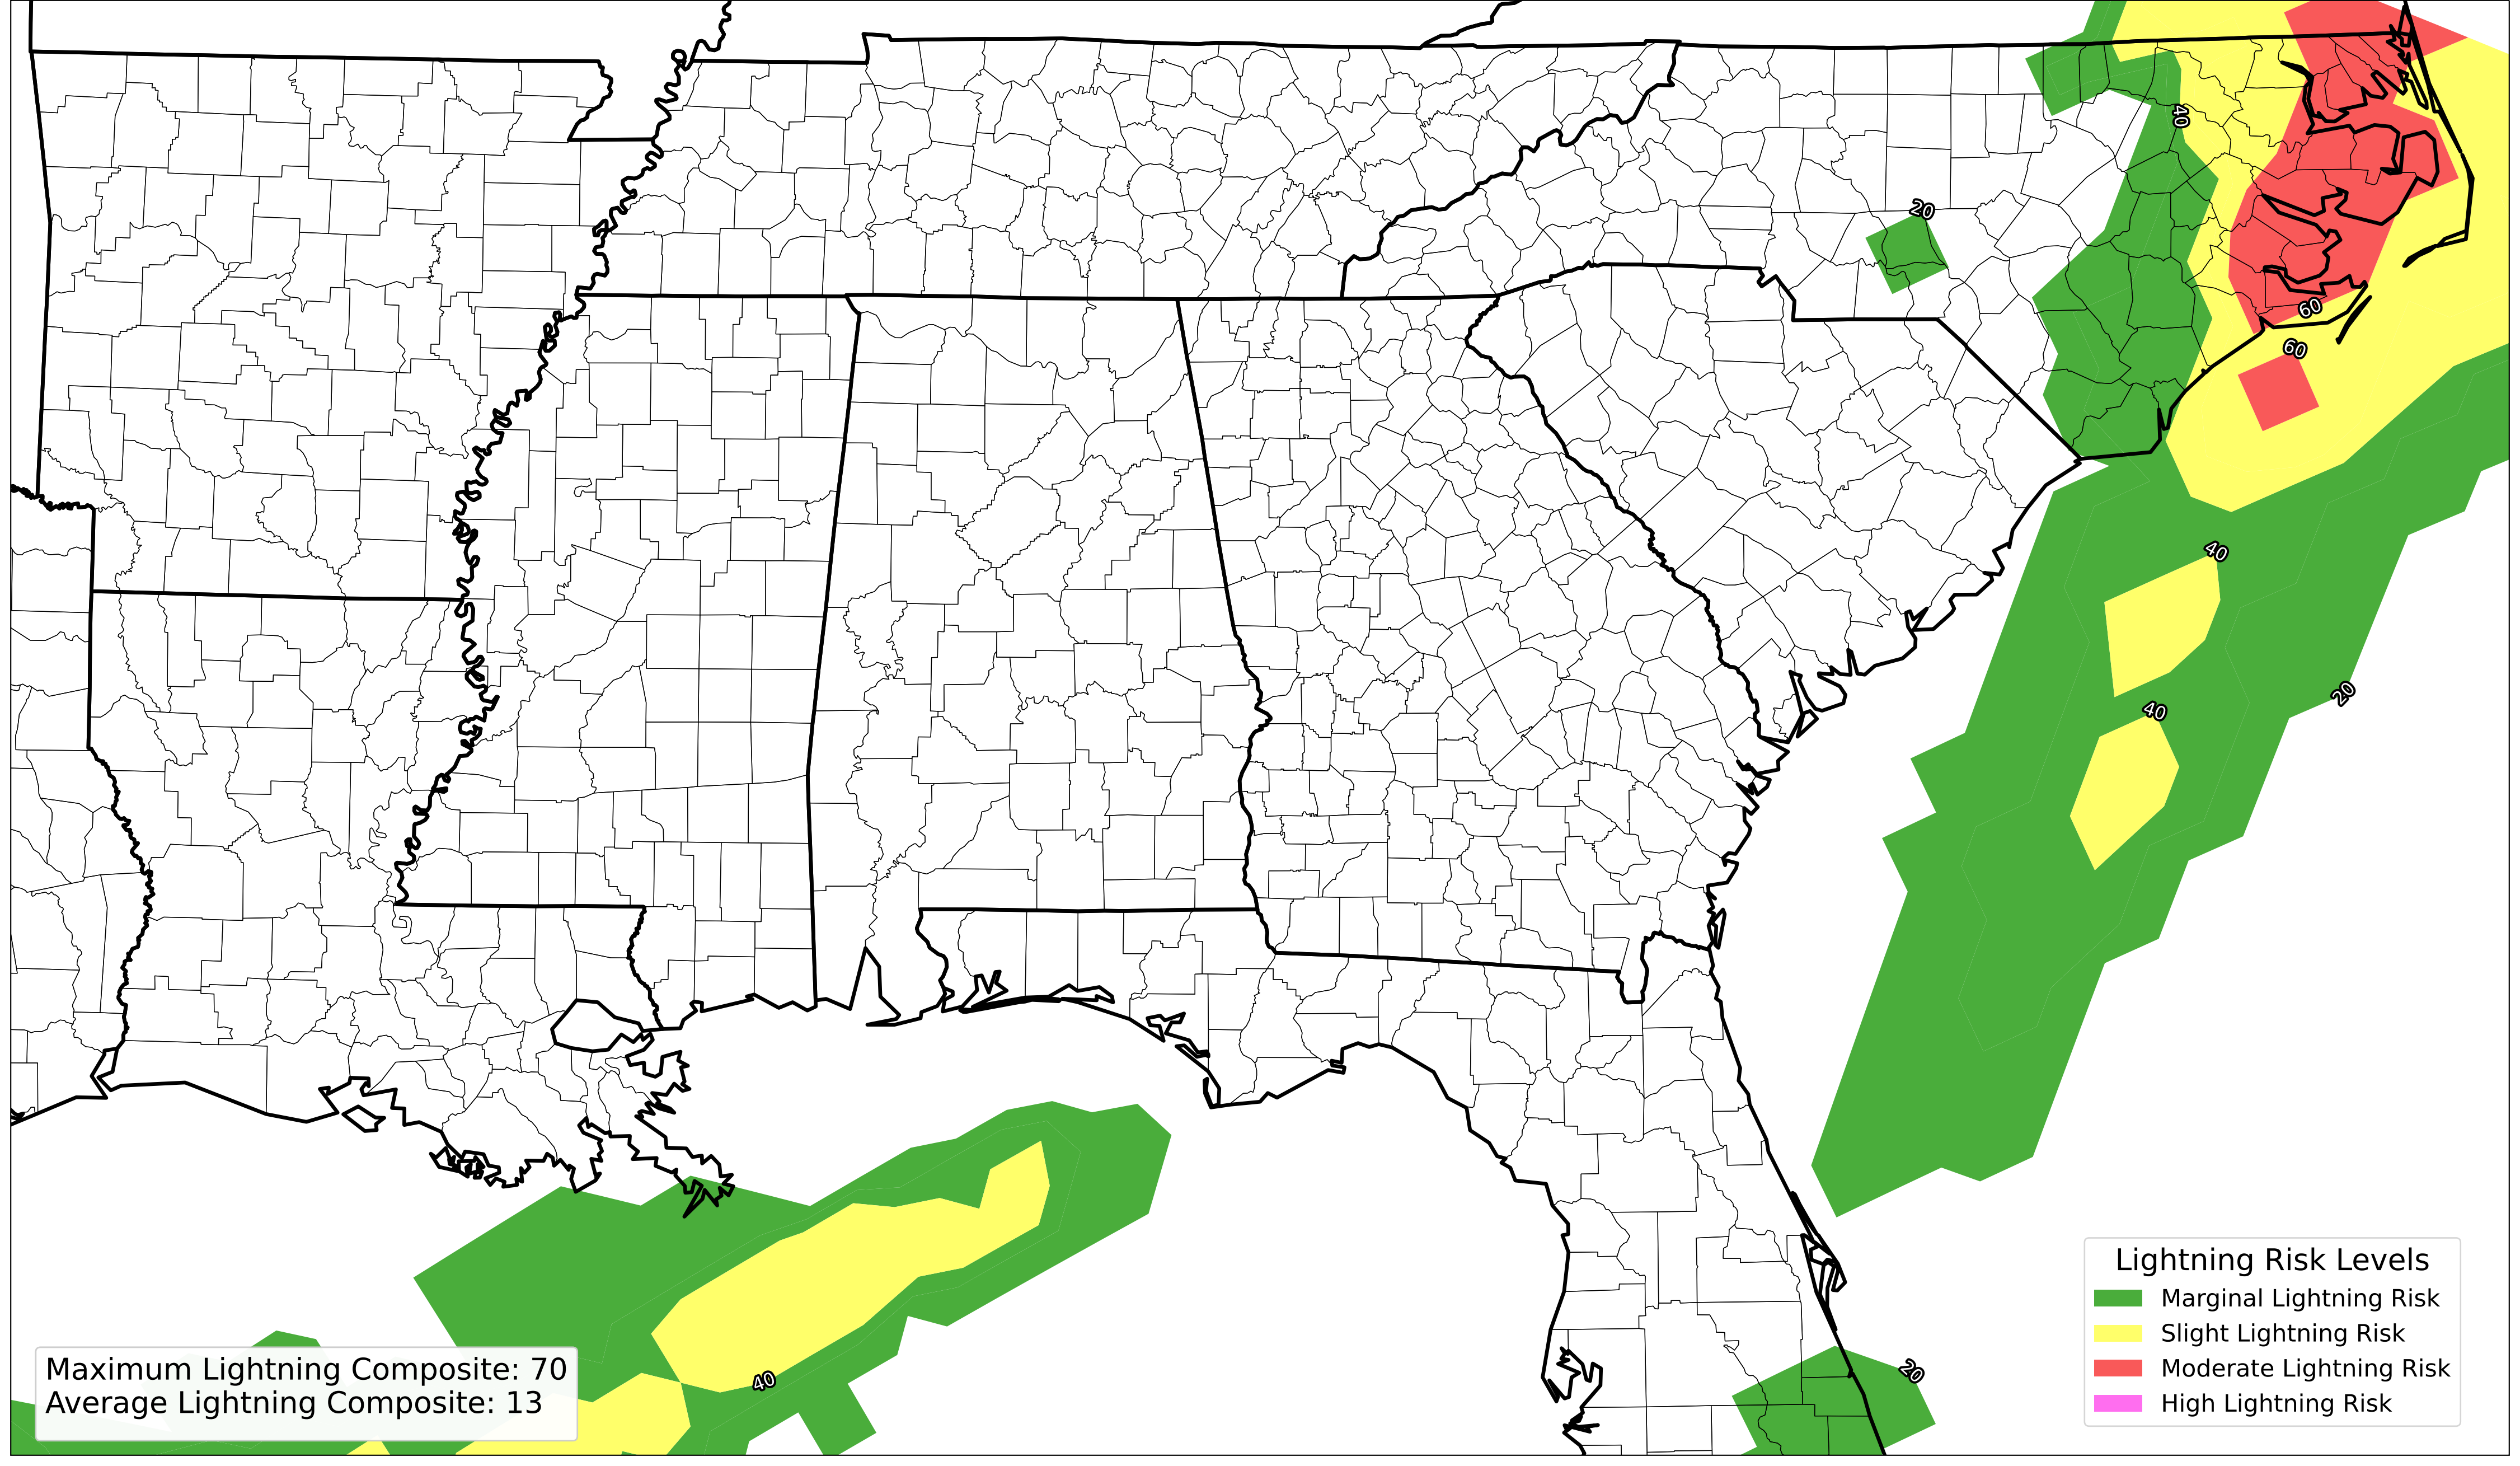 40
20
60
60
40
20
40
20
40
Lightning Risk Levels
Marginal Lightning Risk
Slight Lightning Risk
Moderate Lightning Risk
High Lightning Risk
Maximum Lightning Composite: 70
Average Lightning Composite: 13